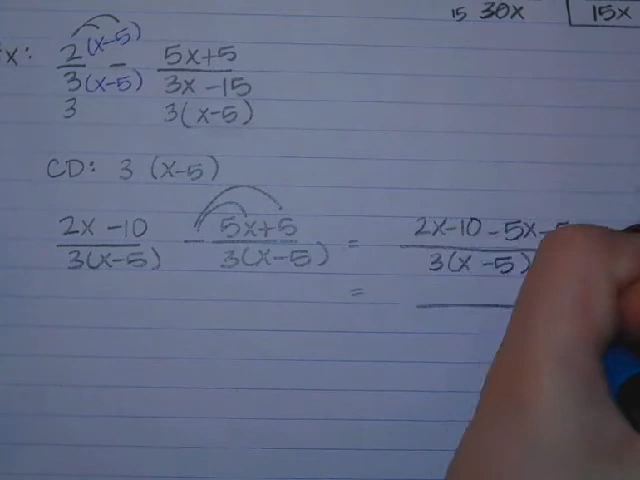 15 30x 15x
x: 2(x-5) / 3(x-5) - 5x+5 / 3x-15
3 3(x-5)
CD: 3 (x-5)
2x-10 / 3(x-5) - 5x+5 / 3(x-5) = 2x-10-5x-5 / 3(x-5)
=